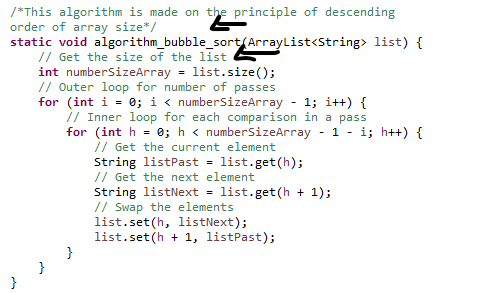 /*This algorithm is made on the principle of descending
order of array size*/
static void algorithm_bubble_sort(ArrayList<String> list) {
    // Get the size of the list
    int numberSizeArray = list.size();
    // Outer loop for number of passes
    for (int i = 0; i < numberSizeArray - 1; i++) {
        // Inner loop for each comparison in a pass
        for (int h = 0; h < numberSizeArray - 1 - i; h++) {
            // Get the current element
            String listPast = list.get(h);
            // Get the next element
            String listNext = list.get(h + 1);
            // Swap the elements
            list.set(h, listNext);
            list.set(h + 1, listPast);
        }
    }
}